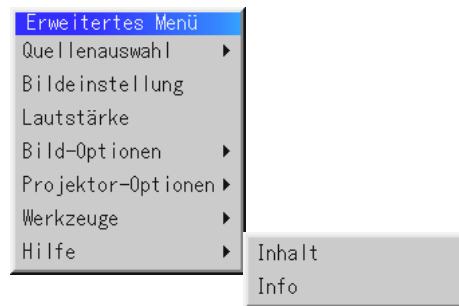 Erweitertes Menü
Quellenauswahl
Bildeinstellung
Lautstärke
Bild-Optionen
Projektor-Optionen
Werkzeuge
Hilfe
Inhalt
Info